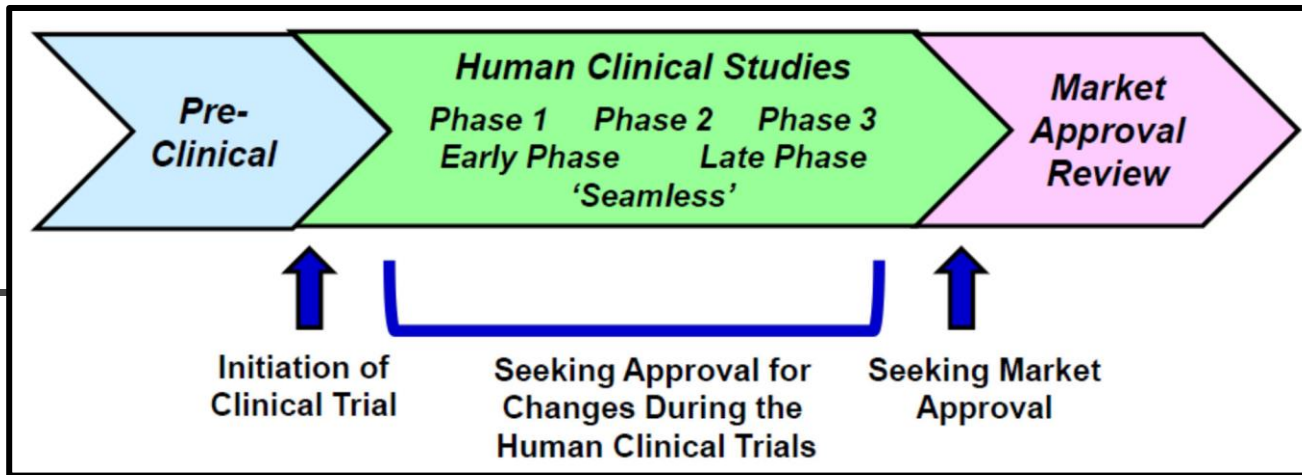 Pre-
Clinical
Human Clinical Studies
Phase 1 Phase 2 Phase 3
Early Phase Late Phase
‘Seamless’
Market
Approval
Review
Initiation of
Clinical Trial
Seeking Approval for
Changes During the
Human Clinical Trials
Seeking Market
Approval